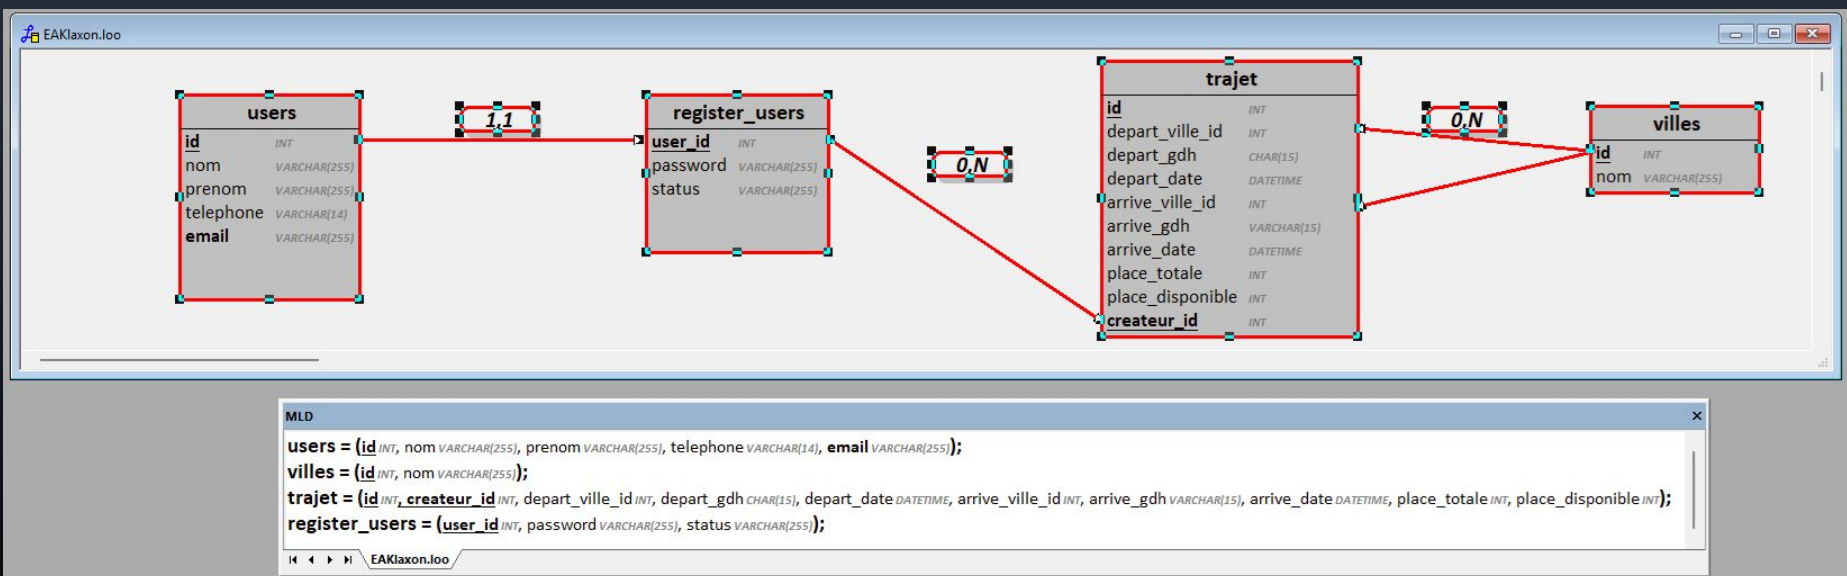 EAKlaxon.loo
users
id INT
nom VARCHAR(255)
prenom VARCHAR(255)
telephone VARCHAR(14)
email VARCHAR(255)
1,1
register_users
user_id INT
password VARCHAR(255)
status VARCHAR(255)
0,N
trajet
id INT
depart_ville_id INT
depart_gdh CHAR(15)
depart_date DATETIME
arrive_ville_id INT
arrive_gdh VARCHAR(15)
arrive_date DATETIME
place_totale INT
place_disponible INT
createur_id INT
0,N
villes
id INT
nom VARCHAR(255)
MLD
users = (id INT, nom VARCHAR(255), prenom VARCHAR(255), telephone VARCHAR(14), email VARCHAR(255));
villes = (id INT, nom VARCHAR(255));
trajet = (id INT, createur_id INT, depart_ville_id INT, depart_gdh CHAR(15), depart_date DATETIME, arrive_ville_id INT, arrive_gdh VARCHAR(15), arrive_date DATETIME, place_totale INT, place_disponible INT);
register_users = (user_id INT, password VARCHAR(255), status VARCHAR(255));
EAKlaxon.loo